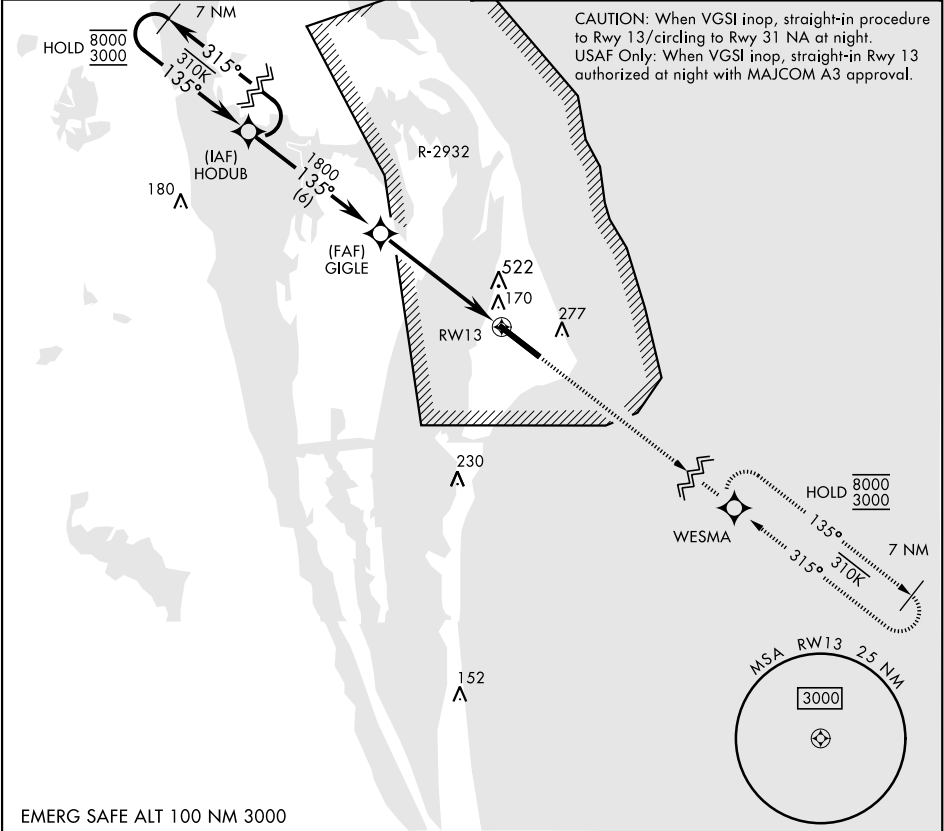 7 NM
HOLD 8000
3000
315°
310K
135°
CAUTION: When VGSI inop, straight-in procedure
to Rwy 13/circling to Rwy 31 NA at night.
USAF Only: When VGSI inop, straight-in Rwy 13
authorized at night with MAJCOM A3 approval.
(IAF)
HODUB
R-2932
1800
135°
(6)
180
(FAF)
GIGLE
522
170
277
RW13
230
HOLD 8000
3000
WESMA
135°
7 NM
310K
315°
152
MSA RW13 25 NM
3000
EMERG SAFE ALT 100 NM 3000